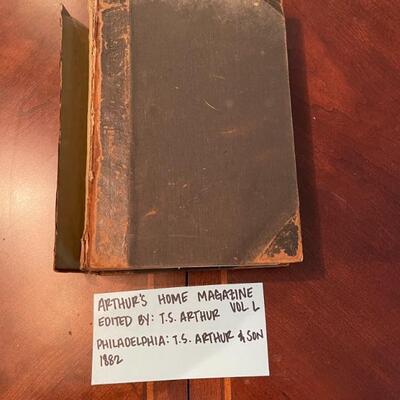 ARTHUR'S HOME MAGAZINE
EDITED BY: T.S. ARTHUR VOL L
PHILADELPHIA: T.S. ARTHUR & SON
1882